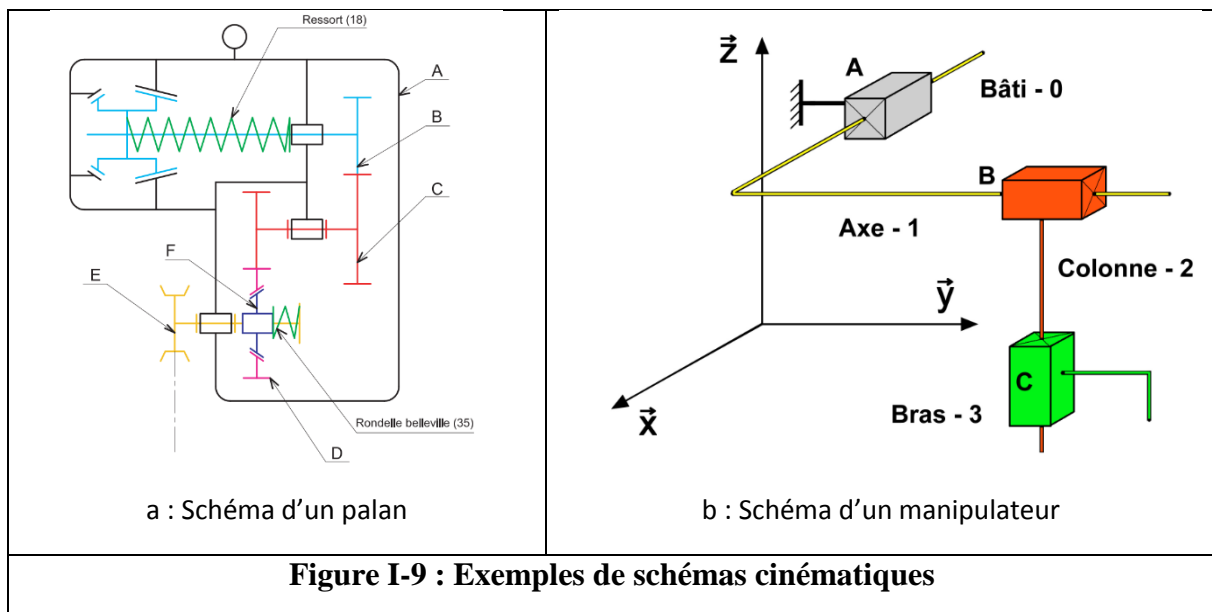 Ressort (18)
A
B
C
F
E
Rondelle belleville (35)
D
a : Schéma d'un palan
z
A
Bâti - 0
B
Axe - 1
Colonne - 2
y
C
Bras - 3
x
b : Schéma d'un manipulateur
Figure I-9 : Exemples de schémas cinématiques